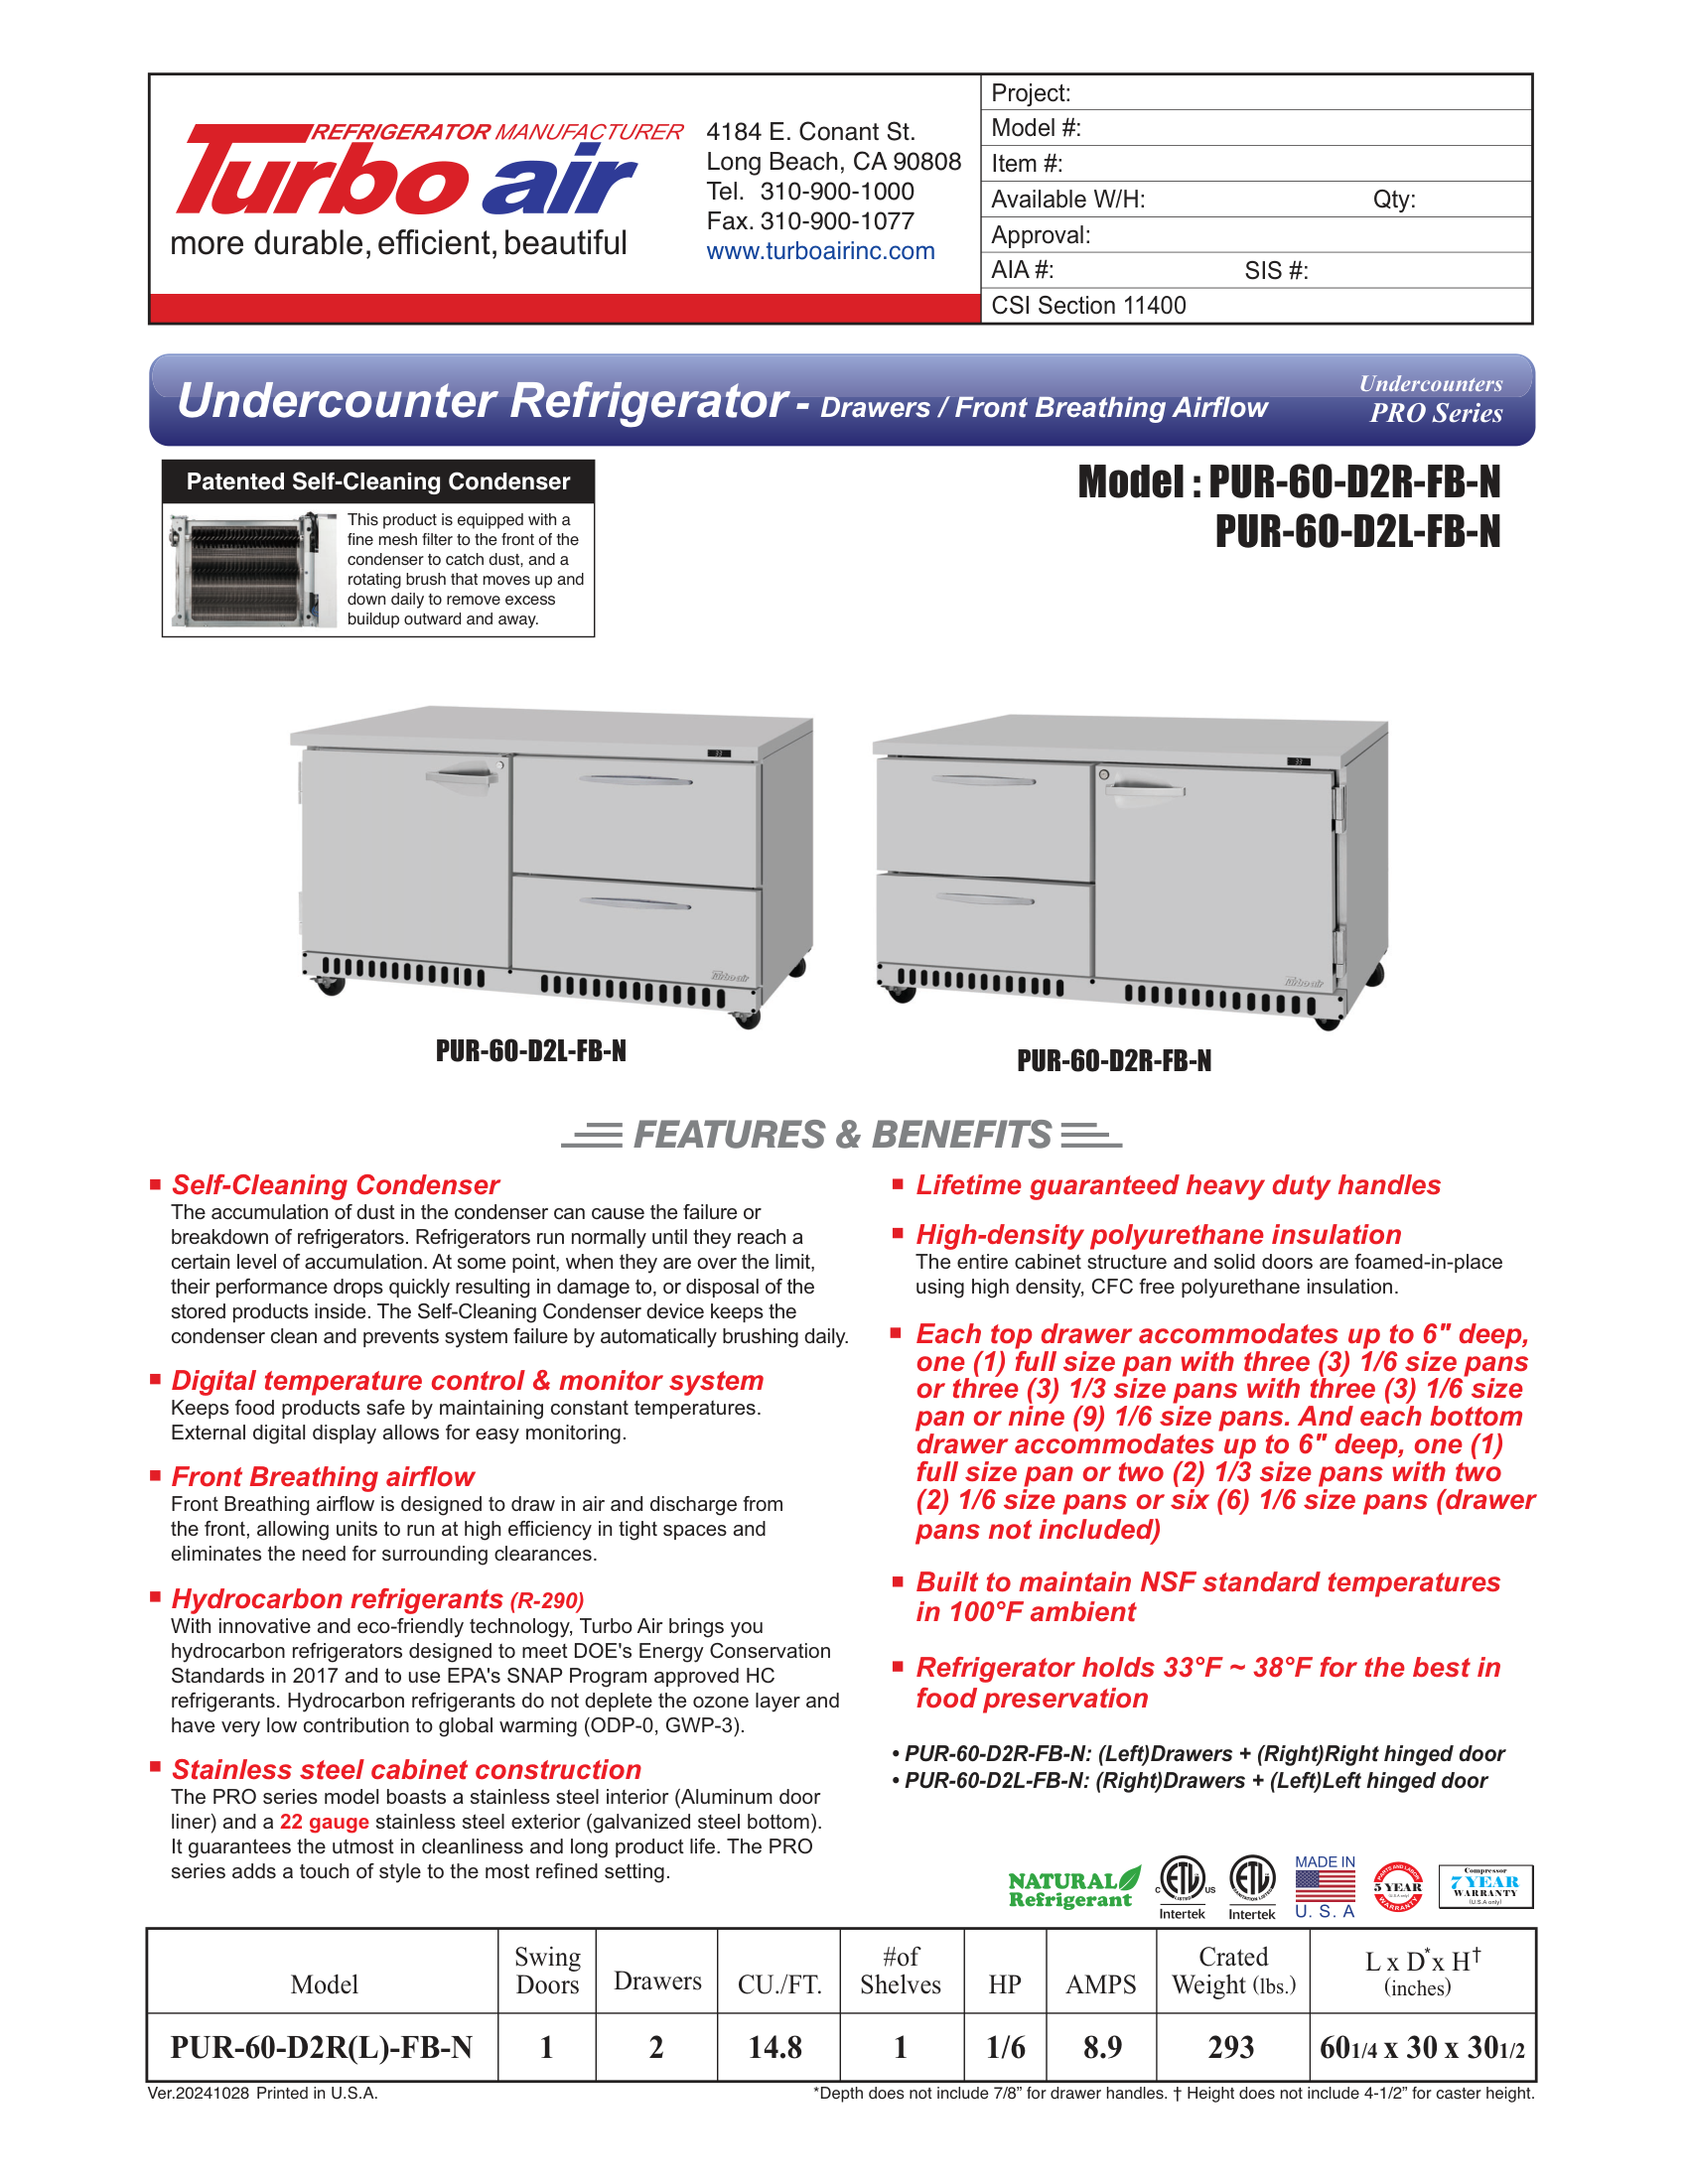 REFRIGERATOR MANUFACTURER
Turbo air
more durable, efficient, beautiful
4184 E. Conant St.
Long Beach, CA 90808
Tel. 310-900-1000
Fax. 310-900-1077
www.turboairinc.com
Project:
Model #:
Item #:
Available W/H: Qty:
Approval:
AIA #: SIS #:
CSI Section 11400
Undercounter Refrigerator - Drawers / Front Breathing Airflow
Undercounters
PRO Series
Patented Self-Cleaning Condenser
This product is equipped with a
fine mesh filter to the front of the
condenser to catch dust, and a
rotating brush that moves up and
down daily to remove excess
buildup outward and away.
Model : PUR-60-D2R-FB-N
PUR-60-D2L-FB-N
Turbo air
Turbo air
PUR-60-D2L-FB-N
PUR-60-D2R-FB-N
FEATURES & BENEFITS
Self-Cleaning Condenser
The accumulation of dust in the condenser can cause the failure or
breakdown of refrigerators. Refrigerators run normally until they reach a
certain level of accumulation. At some point, when they are over the limit,
their performance drops quickly resulting in damage to, or disposal of the
stored products inside. The Self-Cleaning Condenser device keeps the
condenser clean and prevents system failure by automatically brushing daily.
Digital temperature control & monitor system
Keeps food products safe by maintaining constant temperatures.
External digital display allows for easy monitoring.
Front Breathing airflow
Front Breathing airflow is designed to draw in air and discharge from
the front, allowing units to run at high efficiency in tight spaces and
eliminates the need for surrounding clearances.
Hydrocarbon refrigerants (R-290)
With innovative and eco-friendly technology, Turbo Air brings you
hydrocarbon refrigerators designed to meet DOE's Energy Conservation
Standards in 2017 and to use EPA's SNAP Program approved HC
refrigerants. Hydrocarbon refrigerants do not deplete the ozone layer and
have very low contribution to global warming (ODP-0, GWP-3).
Stainless steel cabinet construction
The PRO series model boasts a stainless steel interior (Aluminum door
liner) and a 22 gauge stainless steel exterior (galvanized steel bottom).
It guarantees the utmost in cleanliness and long product life. The PRO
series adds a touch of style to the most refined setting.
Lifetime guaranteed heavy duty handles
High-density polyurethane insulation
The entire cabinet structure and solid doors are foamed-in-place
using high density, CFC free polyurethane insulation.
Each top drawer accommodates up to 6" deep,
one (1) full size pan with three (3) 1/6 size pans
or three (3) 1/3 size pans with three (3) 1/6 size
pan or nine (9) 1/6 size pans. And each bottom
drawer accommodates up to 6" deep, one (1)
full size pan or two (2) 1/3 size pans with two
(2) 1/6 size pans or six (6) 1/6 size pans (drawer
pans not included)
Built to maintain NSF standard temperatures
in 100°F ambient
Refrigerator holds 33°F ~ 38°F for the best in
food preservation
• PUR-60-D2R-FB-N: (Left)Drawers + (Right)Right hinged door
• PUR-60-D2L-FB-N: (Right)Drawers + (Left)Left hinged door
NATURAL
Refrigerant
C ETL US
LISTED
Intertek
ETL
SANITATION LISTED
Intertek
MADE IN
U. S. A
PARTS AND LABOR
5 YEAR
(U.S.A only)
WARRANTY
Compressor
7 YEAR
WARRANTY
(U.S.A only)
Model Swing Doors Drawers CU./FT. #of Shelves HP AMPS Crated Weight (lbs.) L x D* x H† (inches)
PUR-60-D2R(L)-FB-N 1 2 14.8 1 1/6 8.9 293 60 1/4 x 30 x 30 1/2
Ver.20241028 Printed in U.S.A.
*Depth does not include 7/8” for drawer handles. † Height does not include 4-1/2” for caster height.